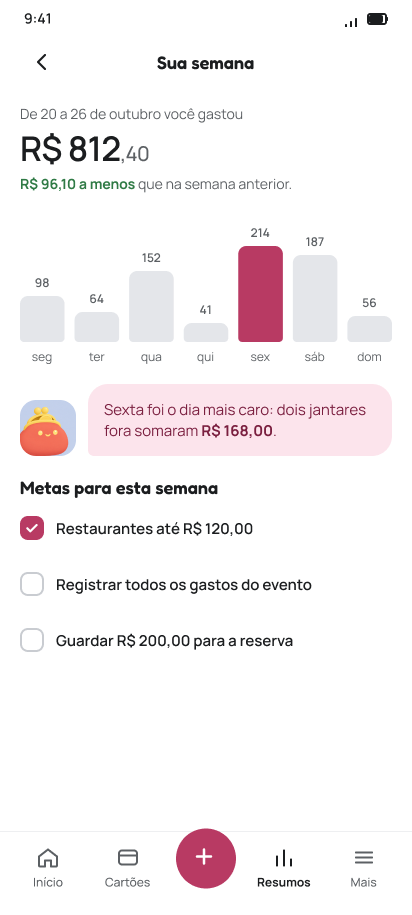 9:41
Sua semana
De 20 a 26 de outubro você gastou
R$ 812,40
R$ 96,10 a menos que na semana anterior.
98 64 152 41 214 187 56
seg ter qua qui sex sáb dom
Sexta foi o dia mais caro: dois jantares
fora somaram R$ 168,00.
Metas para esta semana
Restaurantes até R$ 120,00
Registrar todos os gastos do evento
Guardar R$ 200,00 para a reserva
Início Cartões Resumos Mais